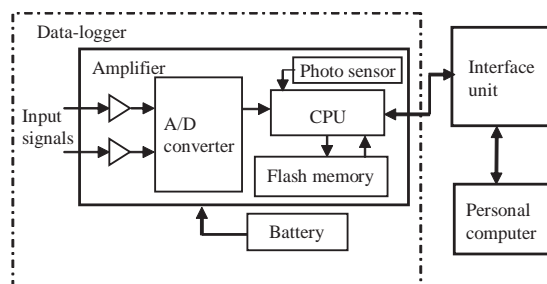 Data-logger
Amplifier
Photo sensor
Interface
unit
Input
signals
A/D
converter
CPU
Flash memory
Battery
Personal
computer